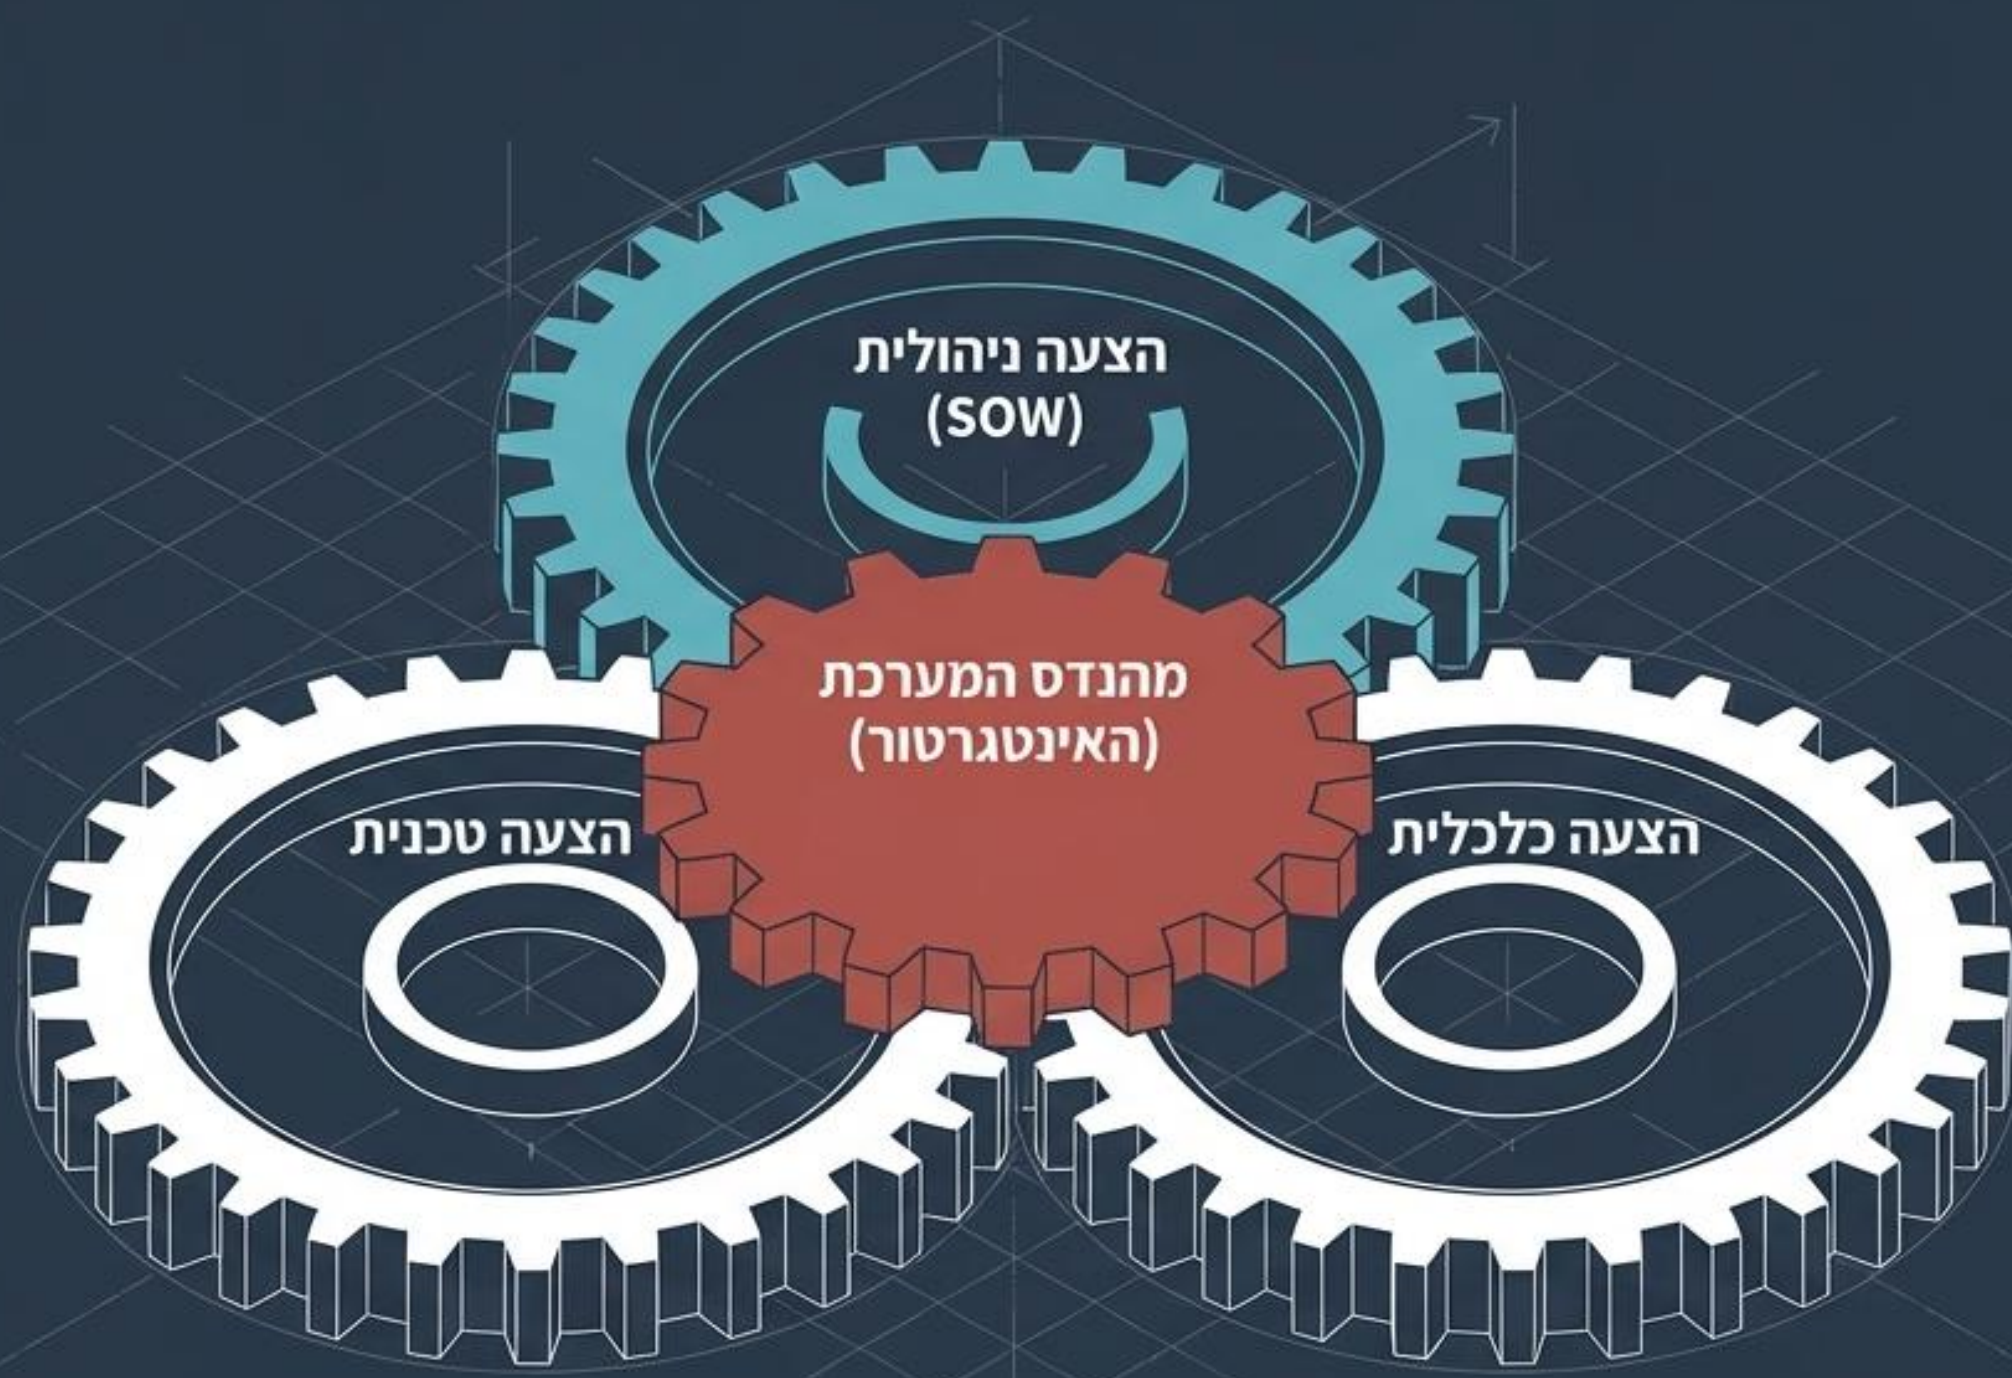 הצעה ניהולית
(SOW)
מהנדס המערכת
(האינטגרטור)
הצעה כלכלית
הצעה טכנית